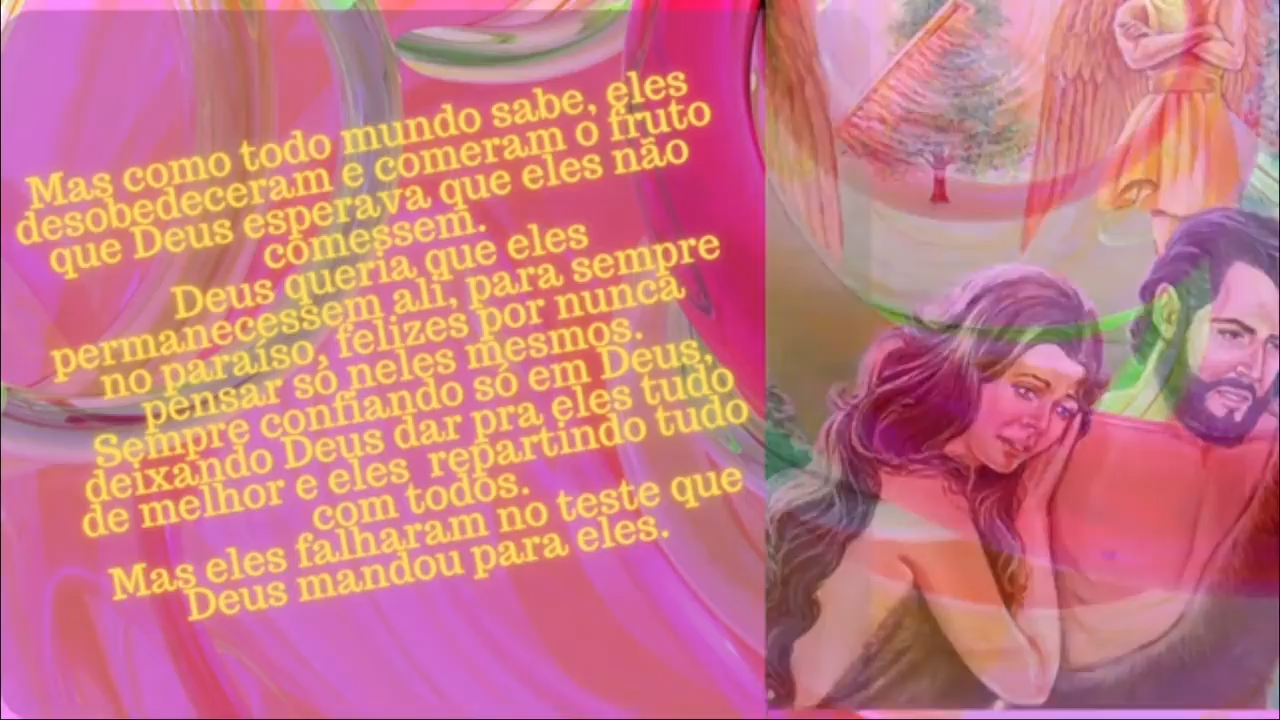 Mas como todo mundo sabe, eles
desobedeceram e comeram o fruto
que Deus esperava que eles não
comessem.
Deus queria que eles
permanecessem ali, para sempre
no paraíso, felizes por nunca
pensar só neles mesmos.
Sempre confiando só em Deus,
deixando Deus dar pra eles tudo
de melhor e eles repartindo tudo
com todos.
Mas eles falharam no teste que
Deus mandou para eles.